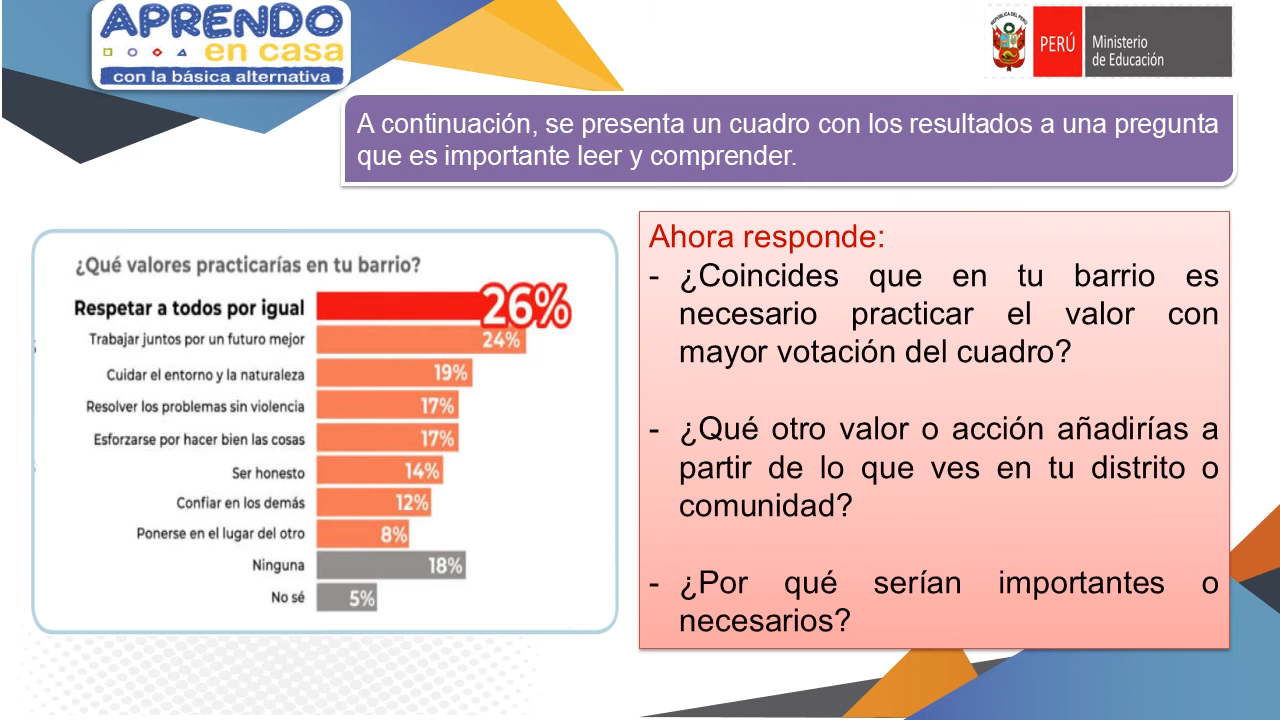 APRENDO
en casa
con la básica alternativa
REPÚBLICA DEL PERÚ
PERÚ
Ministerio
de Educación
A continuación, se presenta un cuadro con los resultados a una pregunta
que es importante leer y comprender.
¿Qué valores practicarías en tu barrio?
Respetar a todos por igual 26%
Trabajar juntos por un futuro mejor 24%
Cuidar el entorno y la naturaleza 19%
Resolver los problemas sin violencia 17%
Esforzarse por hacer bien las cosas 17%
Ser honesto 14%
Confiar en los demás 12%
Ponerse en el lugar del otro 8%
Ninguna 18%
No sé 5%
Ahora responde:
- ¿Coincides que en tu barrio es
necesario practicar el valor con
mayor votación del cuadro?
- ¿Qué otro valor o acción añadirías a
partir de lo que ves en tu distrito o
comunidad?
- ¿Por qué serían importantes o
necesarios?